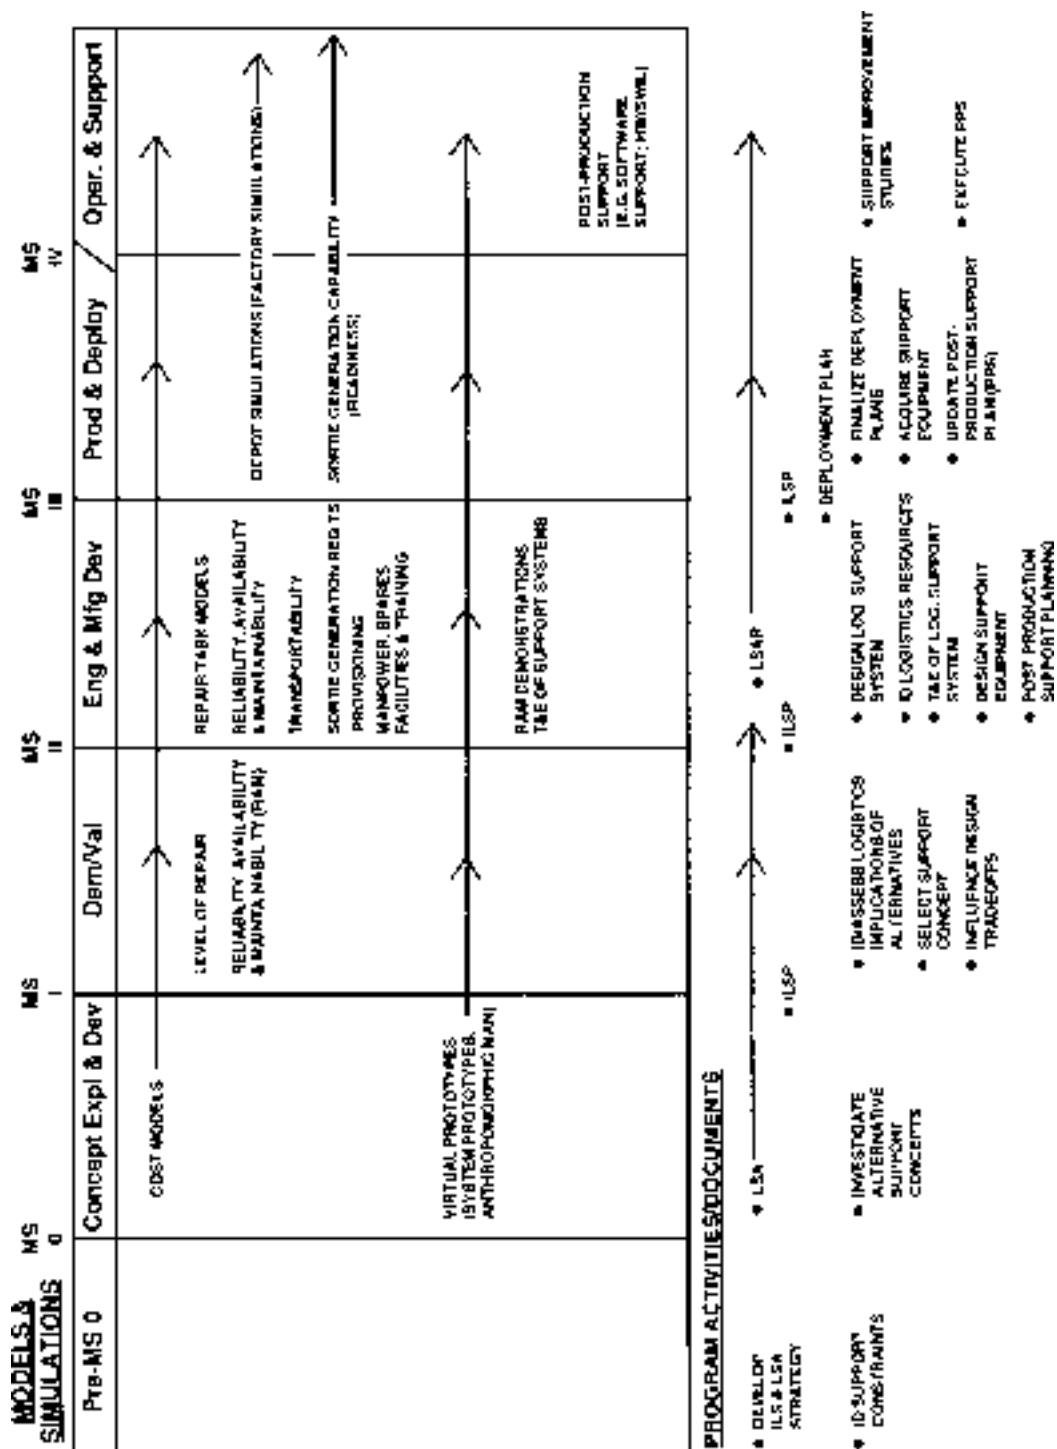 MODELS &
SIMULATIONS
MS
0
MS
I
MS
II
MS
III
MS
IV
Pre-MS 0
Concept Expl & Dev
Dem/Val
Eng & Mfg Dev
Prod & Deploy
Oper. & Support
COST MODELS
LEVEL OF REPAIR
REPAIR TASK MODELS
RELIABILITY, AVAILABILITY
& MAINTAINABILITY (RAM)
RELIABILITY, AVAILABILITY
& MAINTAINABILITY
DEPOT SIMULATIONS (FACTORY SIMULATIONS)
TRANSPORTABILITY
SORTIE GENERATION REQTS
SORTIE GENERATION CAPABILITY
(READINESS)
PROVISIONING
MANPOWER, SPARES
FACILITIES & TRAINING
VIRTUAL PROTOTYPES
(SYSTEM PROTOTYPES,
ANTHROPOMORPHIC MAN)
RAM DEMONSTRATIONS
T&E OF SUPPORT SYSTEMS
POST-PRODUCTION
SUPPORT
(E.G. SOFTWARE
SUPPORT;
PROGRAM ACTIVITIES/DOCUMENTS
• DEVELOP
ILS & LSA
STRATEGY
• LSA
• LSAR
• ILSP
• ILSP
• ILSP
• DEPLOYMENT PLAN
• ID SUPPORT
CONSTRAINTS
• INVESTIGATE
ALTERNATIVE
SUPPORT
CONCEPTS
• ID/ASSESS LOGISTICS
IMPLICATIONS OF
ALTERNATIVES
• SELECT SUPPORT
CONCEPT
• INFLUENCE DESIGN
TRADEOFFS
• DESIGN LOG SUPPORT
SYSTEM
• ID LOGISTICS RESOURCES
• T&E OF LOG. SUPPORT
SYSTEM
• DESIGN SUPPORT
EQUIPMENT
• POST PRODUCTION
SUPPORT PLANNING
• FINALIZE DEPLOYMENT
PLANS
• ACQUIRE SUPPORT
EQUIPMENT
• UPDATE POST-
PRODUCTION SUPPORT
PLAN (PPS)
• SUPPORT IMPROVEMENT
STUDIES
• EXECUTE PPS